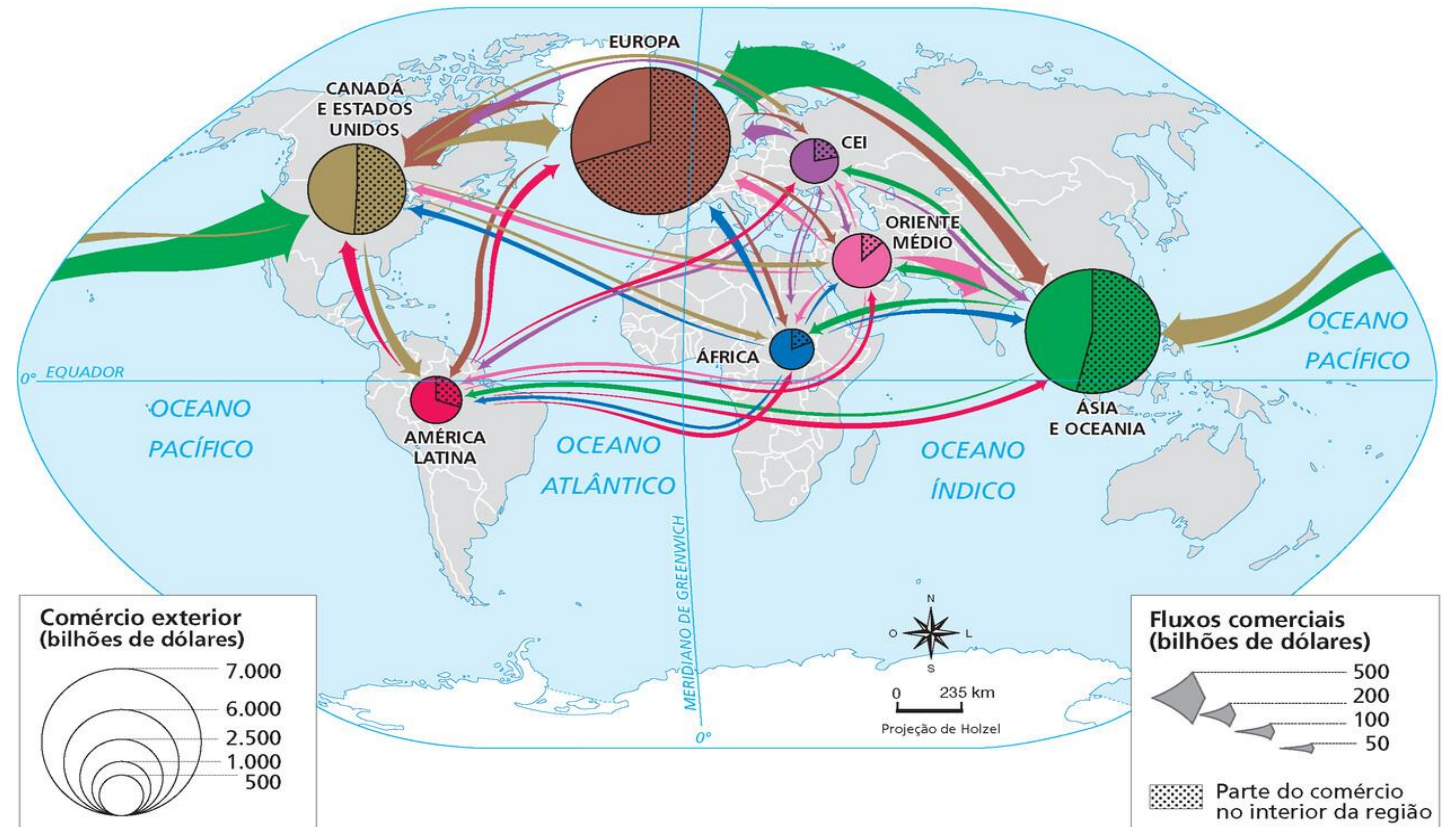 EUROPA
CANADÁ
E ESTADOS
UNIDOS
CEI
ORIENTE
MÉDIO
OCEANO
PACÍFICO
ÁFRICA
0° EQUADOR
OCEANO
PACÍFICO
AMÉRICA
LATINA
OCEANO
ATLÂNTICO
ÁSIA
E OCEANIA
OCEANO
ÍNDICO
MERIDIANO DE GREENWICH
0°
Comércio exterior
(bilhões de dólares)
7.000
6.000
2.500
1.000
500
N
O
L
S
0 235 km
Projeção de Holzel
Fluxos comerciais
(bilhões de dólares)
500
200
100
50
Parte do comércio
no interior da região